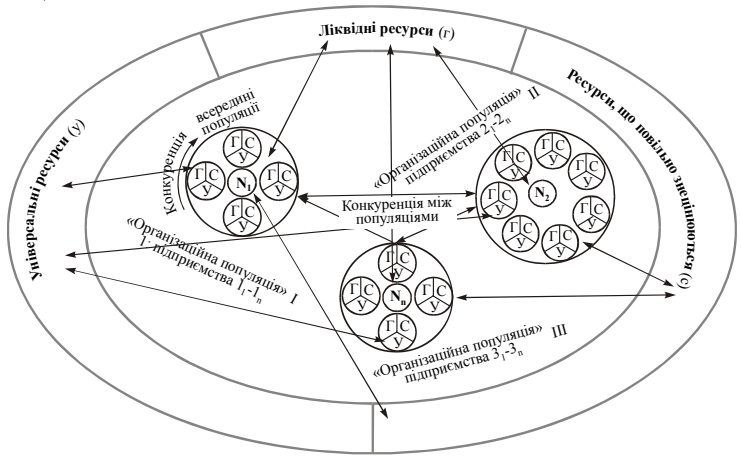 Ліквідні ресурси (г)
Універсальні ресурси (у)
Ресурси, що повільно знецінюються (с)
Конкуренція
всередині
популяції
Г С
У
Г С
У
N1
Г С
У
Г С
У
«Організаційна популяція» II
підприємства 21-2n
Г С
У
Г С
У
Г С
У
Г С
У
N2
Г С
У
Г С
У
Г С
У
Г С
У
Конкуренція між
популяціями
«Організаційна популяція» I
1: підприємства 11-1n
Г С
У
Г С
У
Nn
Г С
У
Г С
У
«Організаційна популяція» III
підприємства 31-3n